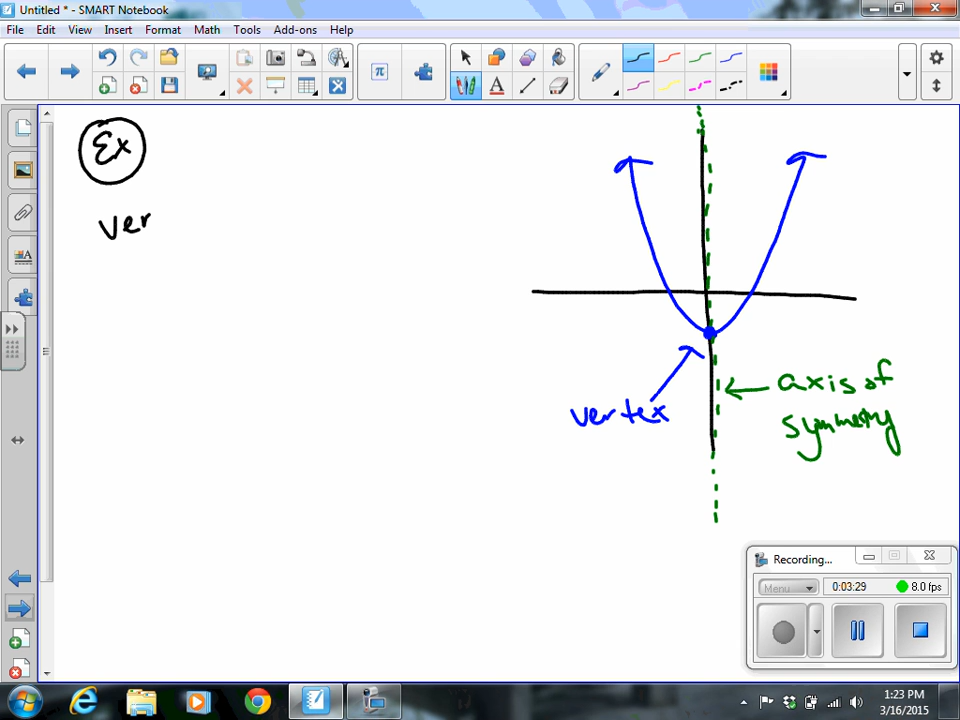 Untitled * - SMART Notebook
File Edit View Insert Format Math Tools Add-ons Help
Ex
ver
vertex
axis of
symmetry
Recording...
Menu 0:03:29 8.0 fps
1:23 PM
3/16/2015